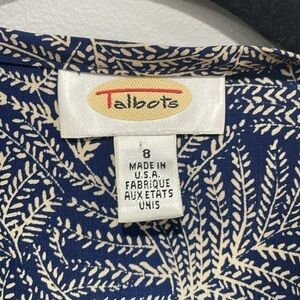 Talbots
8
MADE IN
U.S.A.
FABRIQUE
AUX ETATS
UNIS